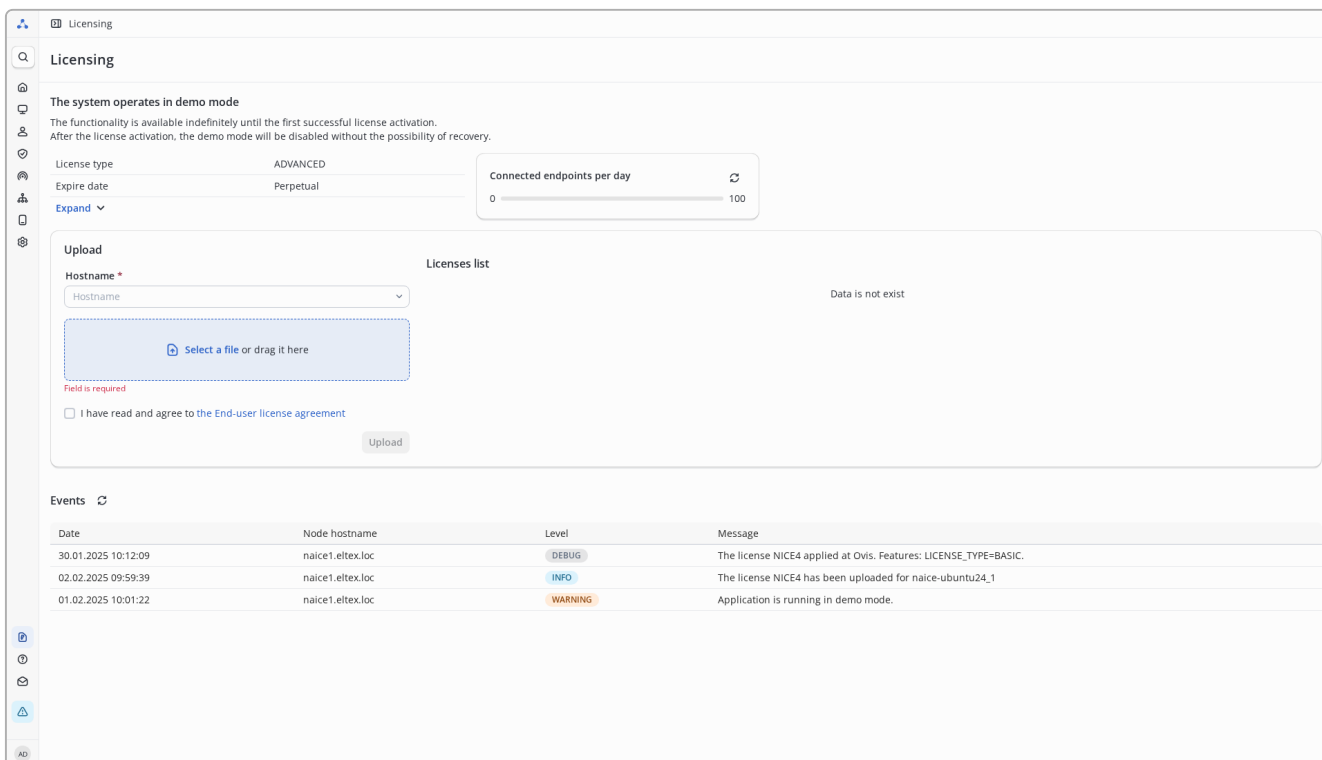 Licensing
Licensing
The system operates in demo mode
The functionality is available indefinitely until the first successful license activation.
After the license activation, the demo mode will be disabled without the possibility of recovery.
License type ADVANCED
Expire date Perpetual
Expand
Connected endpoints per day
0 100
Upload
Hostname *
Hostname
Select a file or drag it here
Field is required
I have read and agree to the End-user license agreement
Upload
Licenses list
Data is not exist
Events
Date Node hostname Level Message
30.01.2025 10:12:09 naice1.eltex.loc DEBUG The license NICE4 applied at Ovis. Features: LICENSE_TYPE=BASIC.
02.02.2025 09:59:39 naice1.eltex.loc INFO The license NICE4 has been uploaded for naice-ubuntu24_1
01.02.2025 10:01:22 naice1.eltex.loc WARNING Application is running in demo mode.
AD